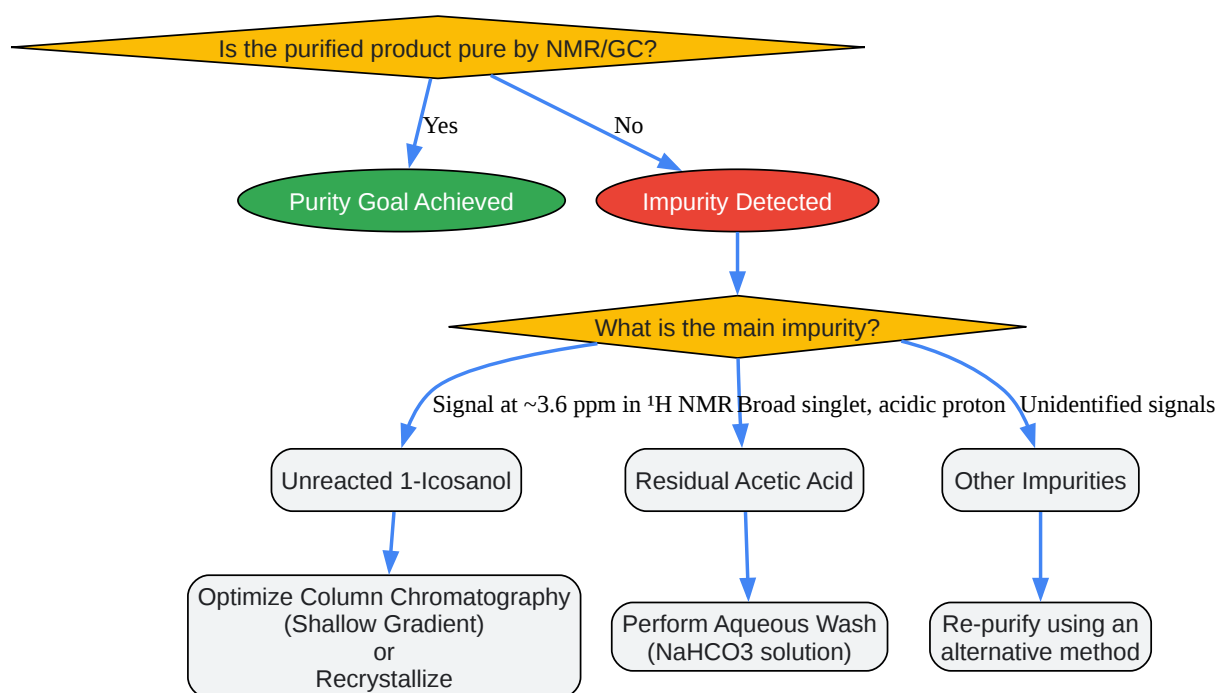 Is the purified product pure by NMR/GC?
Yes
No
Purity Goal Achieved
Impurity Detected
What is the main impurity?
Signal at ~3.6 ppm in ¹H NMR
Broad singlet, acidic proton
Unidentified signals
Unreacted 1-Icosanol
Residual Acetic Acid
Other Impurities
Optimize Column Chromatography
(Shallow Gradient)
or
Recrystallize
Perform Aqueous Wash
(NaHCO3 solution)
Re-purify using an
alternative method